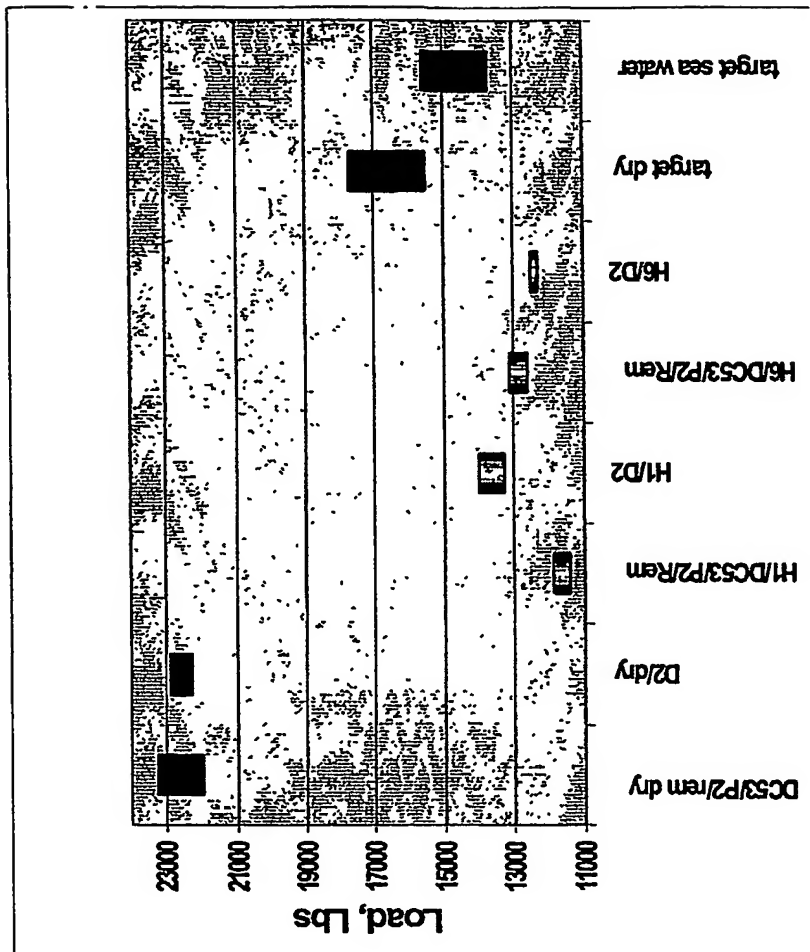 Load, Lbs
23000
21000
19000
17000
15000
13000
11000
DC53/P2/rem dry
D2/dry
H1/DC53/P2/Rem
H1/D2
H6/DC53/P2/Rem
H6/D2
target dry
target sea water